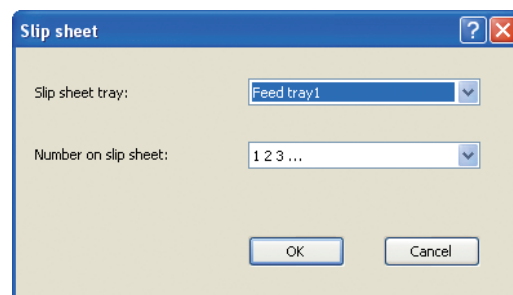 Slip sheet
Slip sheet tray: Feed tray1
Number on slip sheet: 1 2 3 ...
OK Cancel